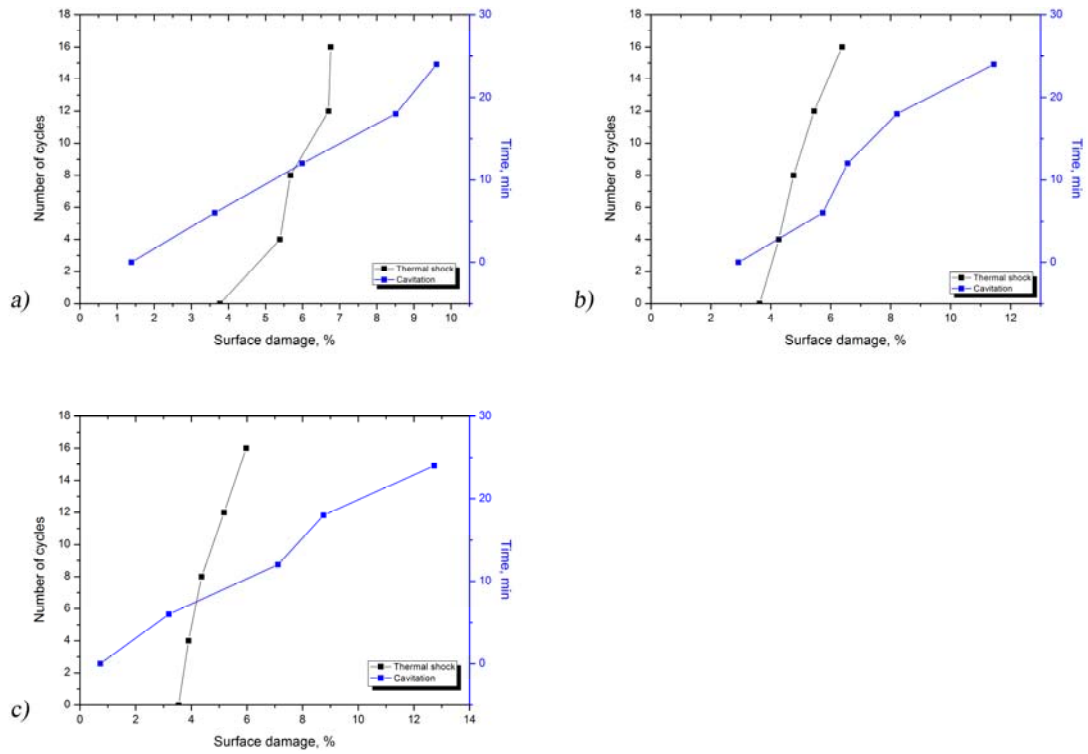 18
16
14
12
10
8
6
4
2
0
Number of cycles
30
20
10
0
Time, min
Thermal shock
Cavitation
0 1 2 3 4 5 6 7 8 9 10
Surface damage, %
a)
18
16
14
12
10
8
6
4
2
0
Number of cycles
30
20
10
0
Time, min
Thermal shock
Cavitation
0 2 4 6 8 10 12
Surface damage, %
b)
18
16
14
12
10
8
6
4
2
0
Number of cycles
30
20
10
0
Time, min
Thermal shock
Cavitation
0 2 4 6 8 10 12 14
Surface damage, %
c)